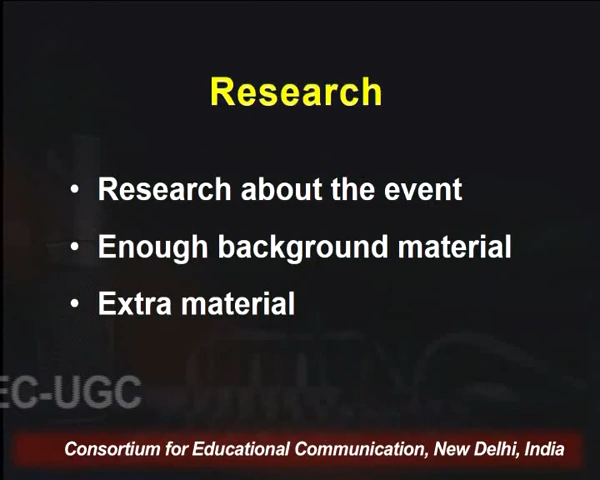 Research
• Research about the event
• Enough background material
• Extra material
EC-UGC
Consortium for Educational Communication, New Delhi, India